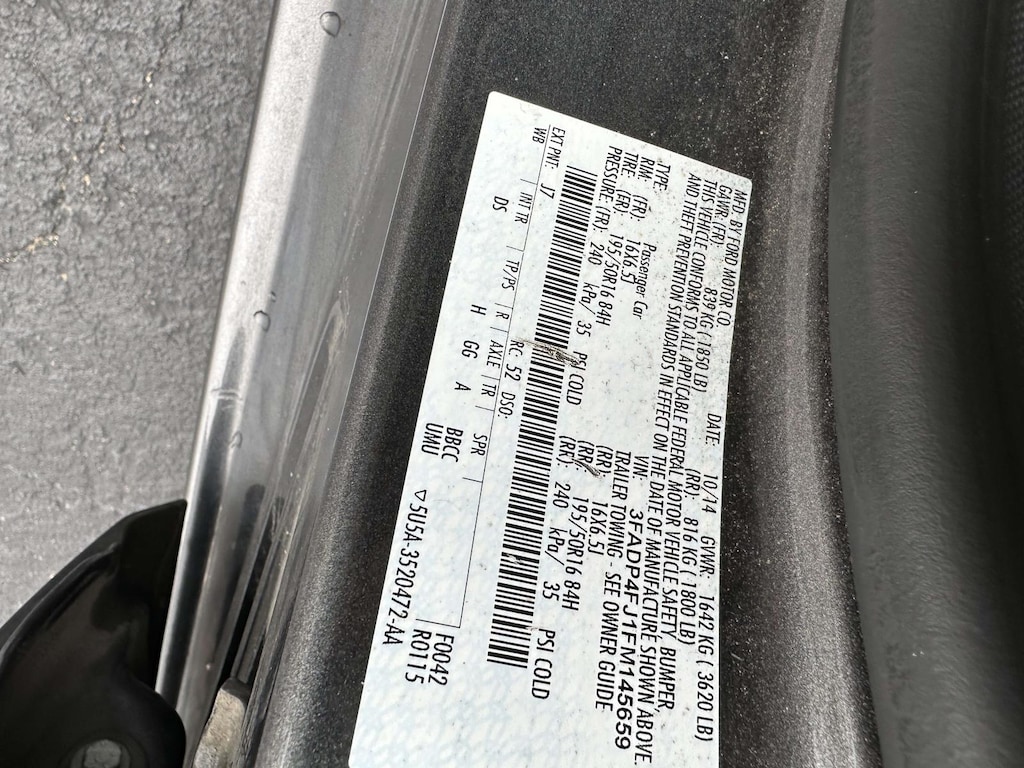 MFD. BY FORD MOTOR CO. DATE: 10/14 GVWR: 1642 KG ( 3620 LB)
GAWR: (FR): 839 KG ( 1850 LB) (RR): 816 KG ( 1800 LB)
THIS VEHICLE CONFORMS TO ALL APPLICABLE FEDERAL MOTOR VEHICLE SAFETY, BUMPER
AND THEFT PREVENTION STANDARDS IN EFFECT ON THE DATE OF MANUFACTURE SHOWN ABOVE.
VIN: 3FADP4FJ1FM145659
TYPE: Passenger Car TRAILER TOWING - SEE OWNER GUIDE
RIM: (FR): 16X6.5J (RR): 16X6.5J
TIRE: (FR): 195/50R16 84H (RR): 195/50R16 84H
PRESSURE: (FR): 240 kPa/ 35 PSI COLD (RR): 240 kPa/ 35 PSI COLD
EXT PNT: J7 RC: 52 DSO: F0042
WB INT TR TP/PS R AXLE TR SPR R0115
DS H GG A BBCC
UMU ▽5U5A-3520472-AA